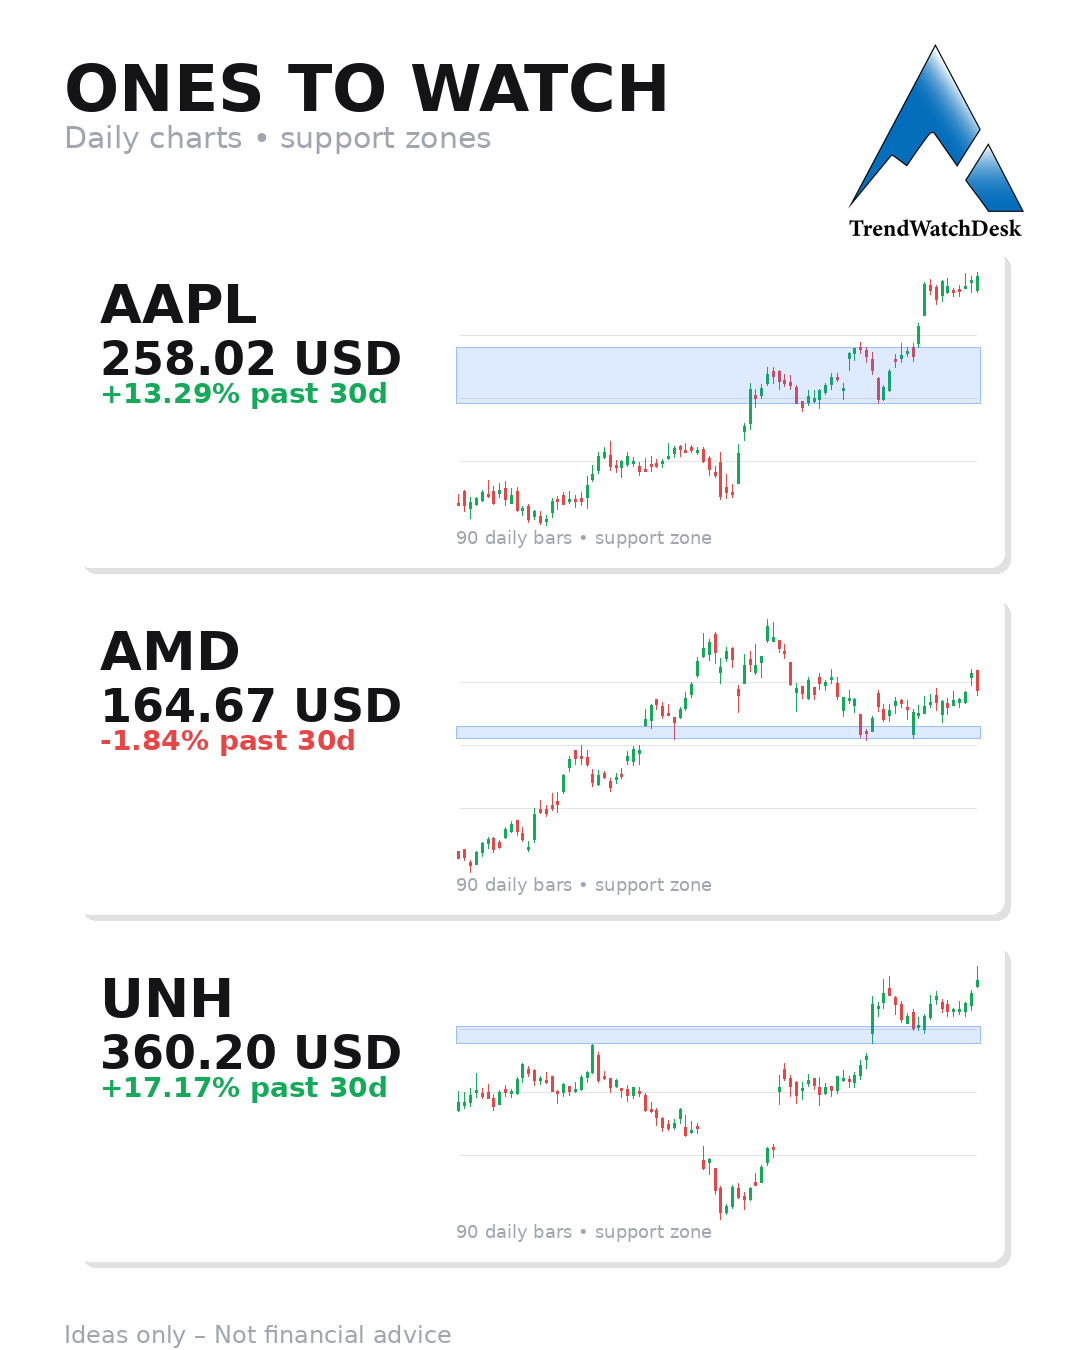 ONES TO WATCH
Daily charts • support zones
TrendWatchDesk
AAPL
258.02 USD
+13.29% past 30d
90 daily bars • support zone
AMD
164.67 USD
-1.84% past 30d
90 daily bars • support zone
UNH
360.20 USD
+17.17% past 30d
90 daily bars • support zone
Ideas only – Not financial advice